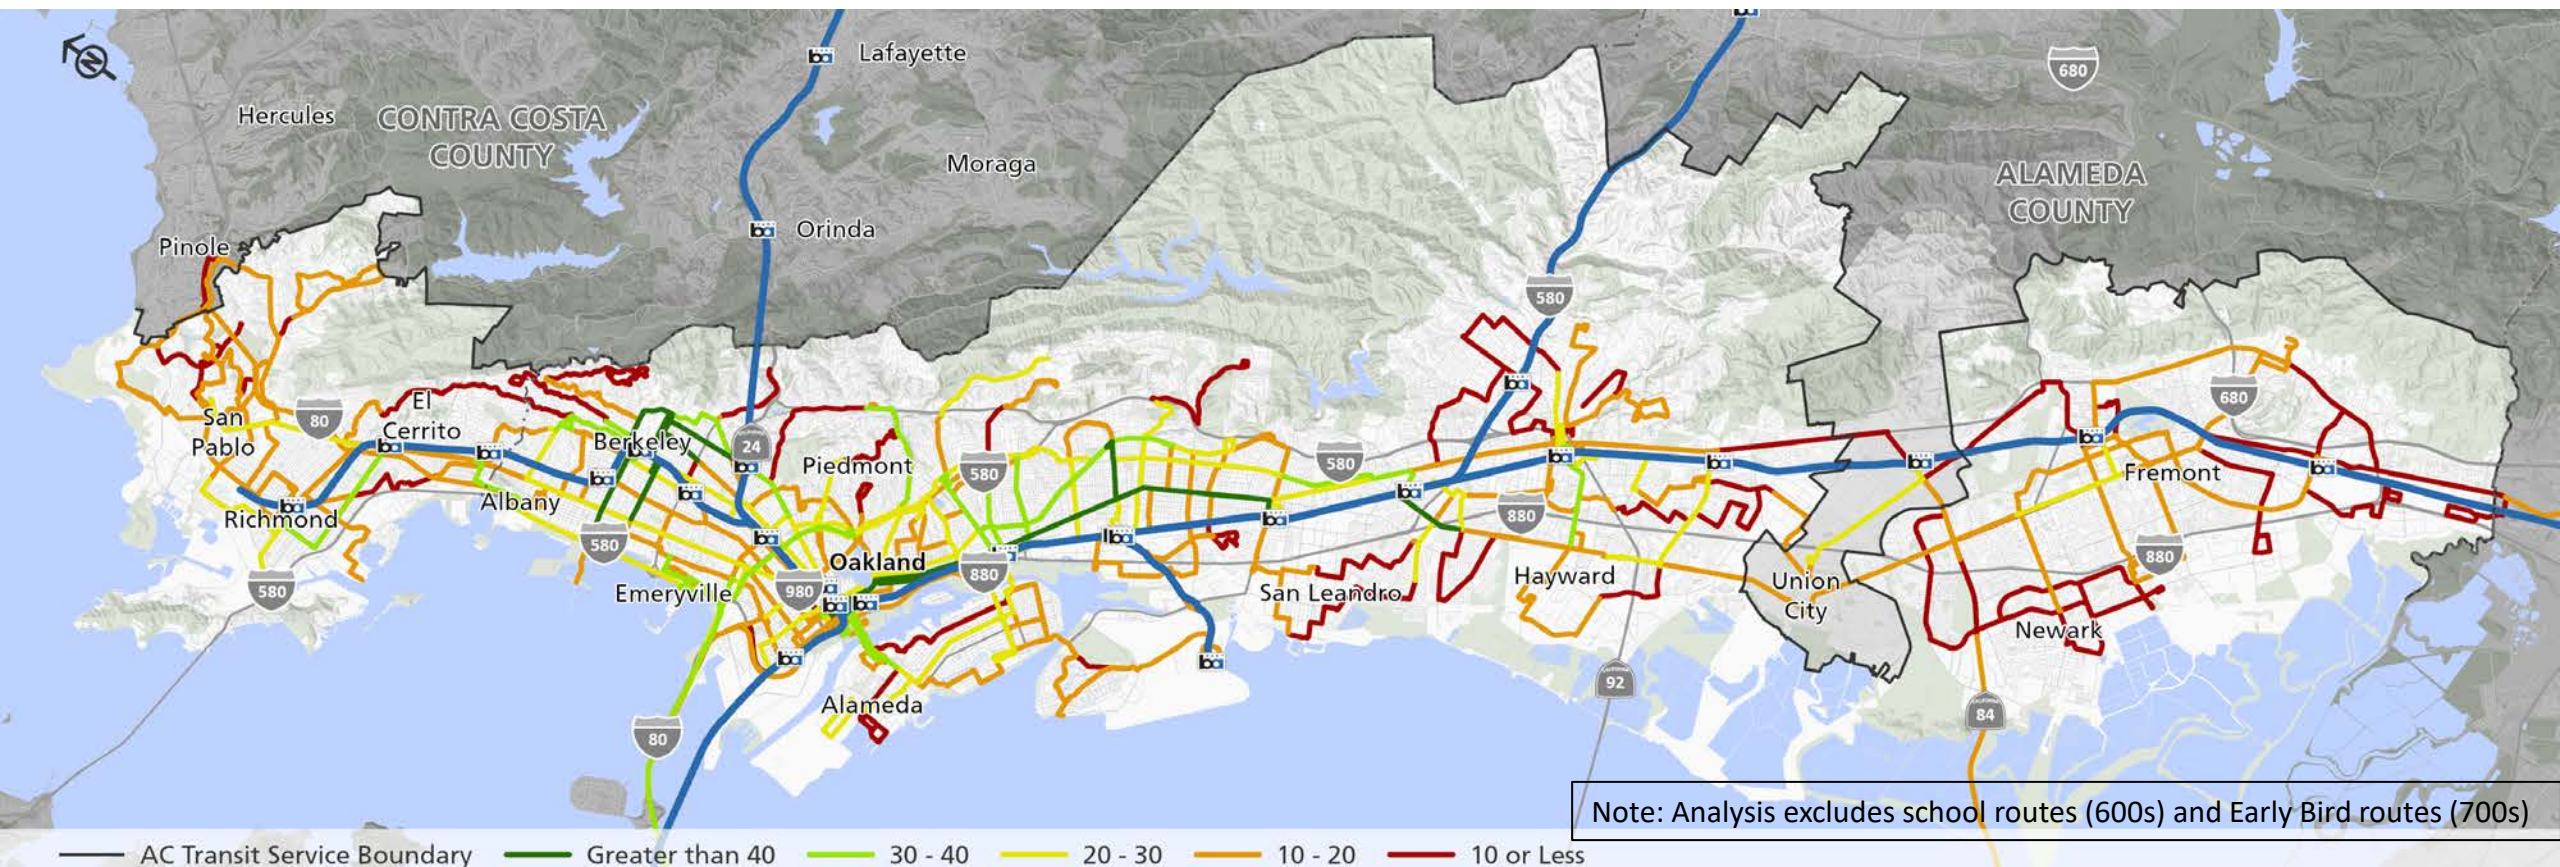 N
Lafayette
680
Hercules
CONTRA COSTA
COUNTY
Moraga
ALAMEDA
COUNTY
Orinda
Pinole
580
El
Cerrito
80
San
Pablo
Berkeley
24
Piedmont
580
580
680
Fremont
Albany
Richmond
580
880
880
Oakland
880
Emeryville
980
580
San Leandro
Hayward
Union
City
Newark
Alameda
92
84
80
Note: Analysis excludes school routes (600s) and Early Bird routes (700s)
AC Transit Service Boundary
Greater than 40
30 - 40
20 - 30
10 - 20
10 or Less